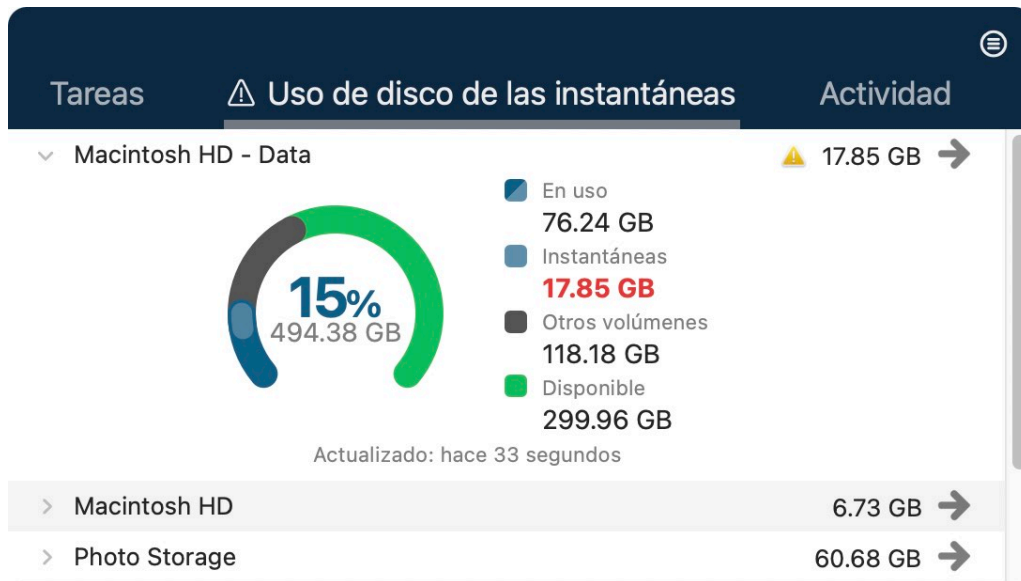 Tareas
Uso de disco de las instantáneas
Actividad
Macintosh HD - Data
17.85 GB
15%
494.38 GB
En uso
76.24 GB
Instantáneas
17.85 GB
Otros volúmenes
118.18 GB
Disponible
299.96 GB
Actualizado: hace 33 segundos
Macintosh HD
6.73 GB
Photo Storage
60.68 GB